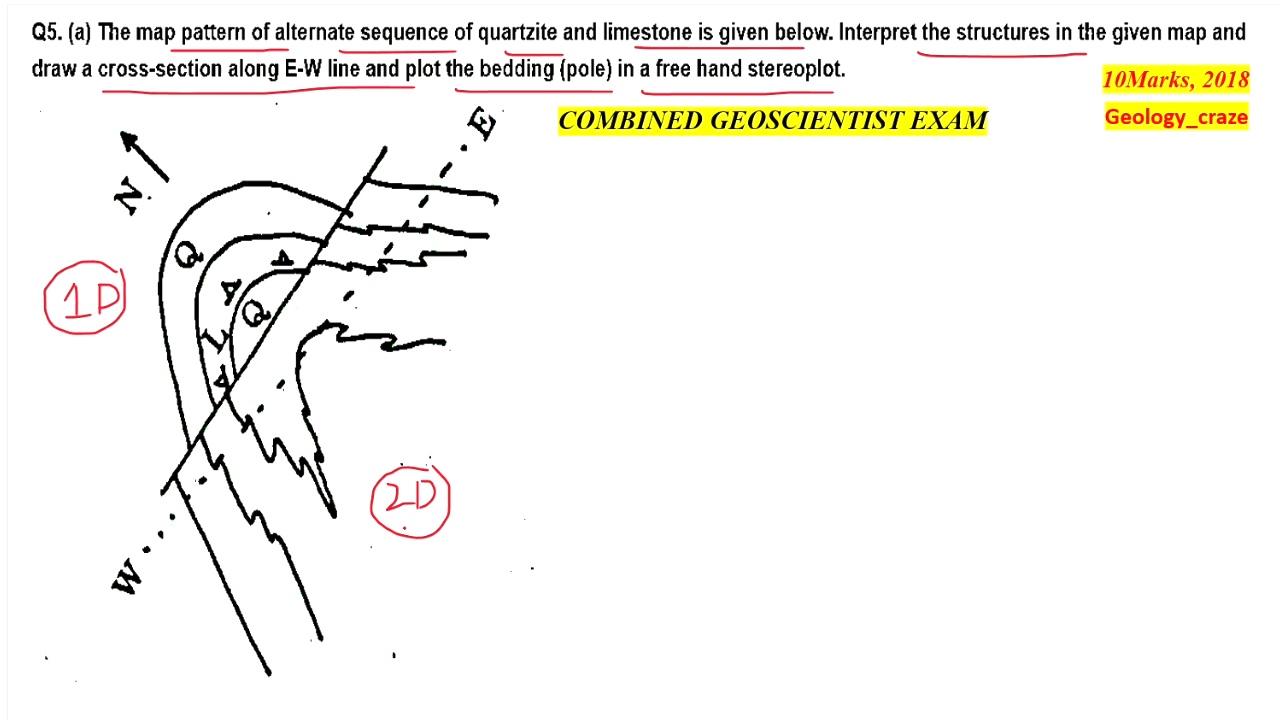 Q5. (a) The map pattern of alternate sequence of quartzite and limestone is given below. Interpret the structures in the given map and
draw a cross-section along E-W line and plot the bedding (pole) in a free hand stereoplot.
10Marks, 2018
COMBINED GEOSCIENTIST EXAM
Geology_craze
E
N
Q
1D
Q
L
2D
W